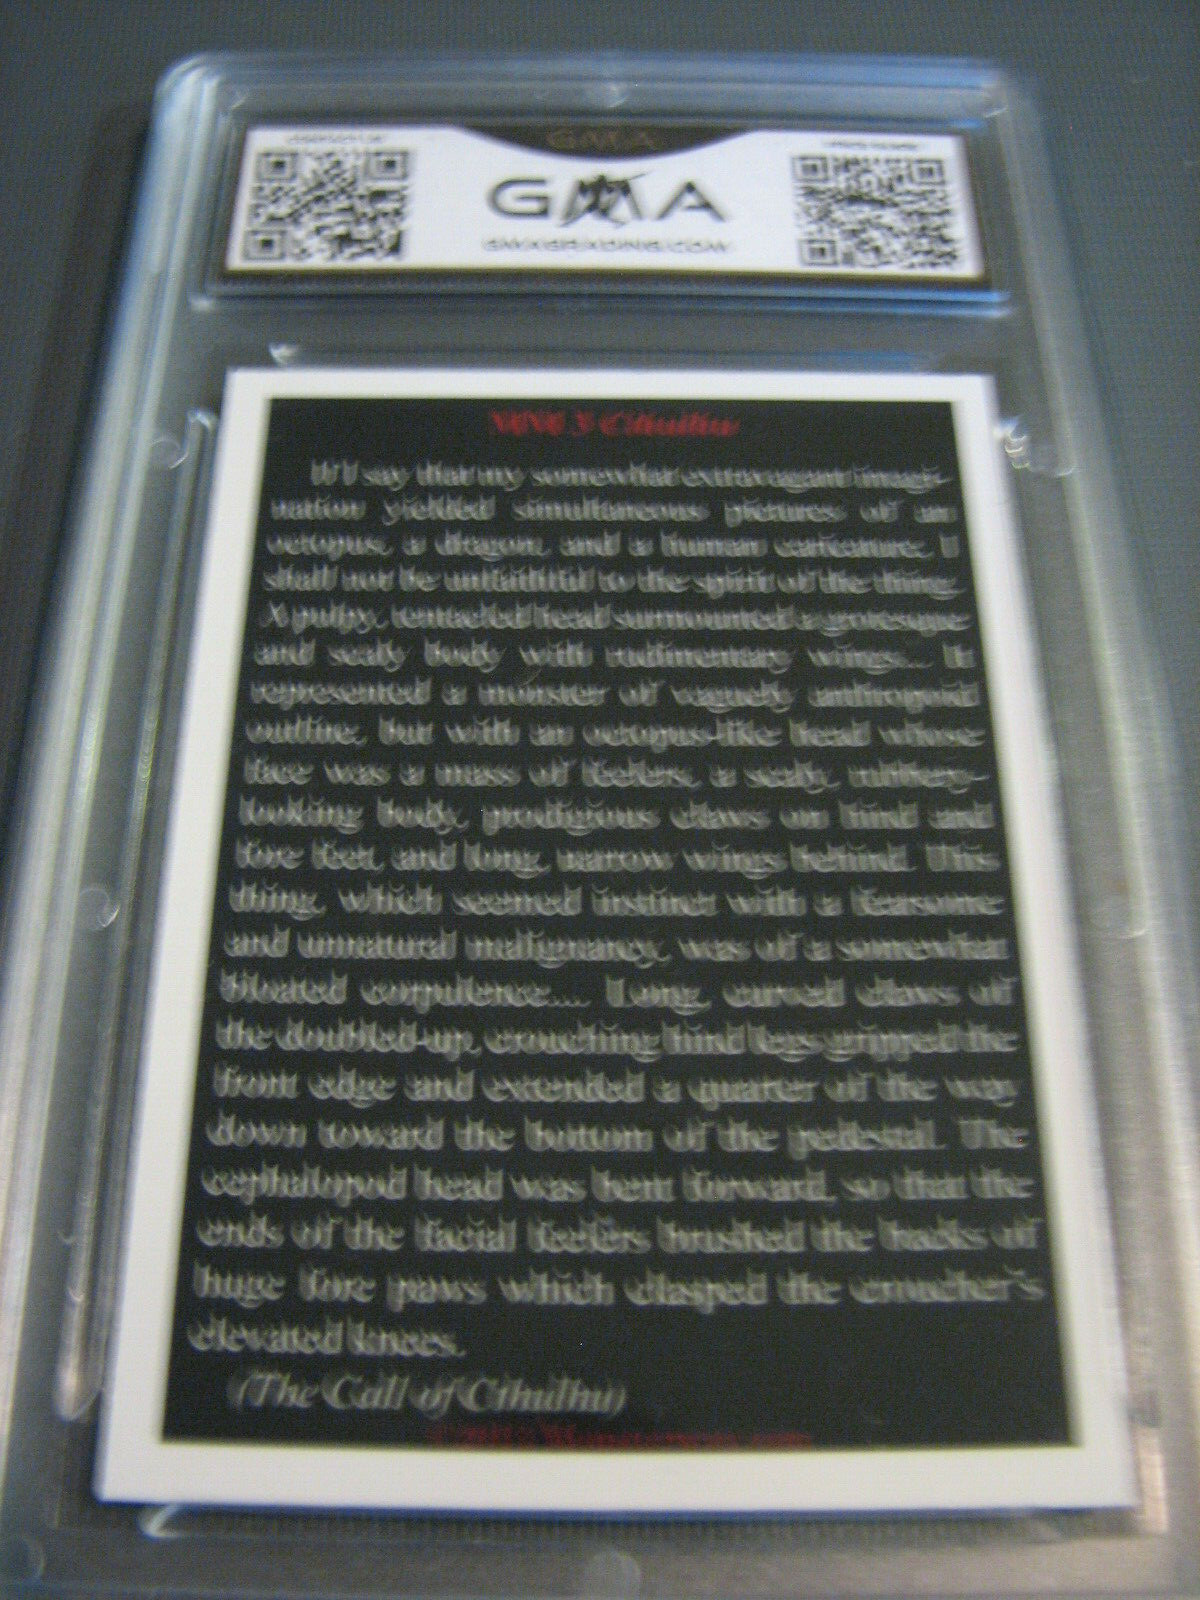 GMA
GMA
GMAGRADING.COM
3 Cthulhu
If I say that my somewhat extravagant imagi-
nation yielded simultaneous pictures of an
octopus, a dragon, and a human caricature, I
shall not be unfaithful to the spirit of the thing.
A pulpy, tentacled head surmounted a grotesque
and scaly body with rudimentary wings... It
represented a monster of vaguely anthropoid
outline, but with an octopus-like head whose
face was a mass of feelers, a scaly, rubbery-
looking body, prodigious claws on hind and
fore feet, and long, narrow wings behind. This
thing, which seemed instinct with a fearsome
and unnatural malignancy, was of a somewhat
bloated corpulence.... Long, curved claws of
the doubled-up, crouching hind legs gripped the
front edge and extended a quarter of the way
down toward the bottom of the pedestal. The
cephalopod head was bent forward, so that the
ends of the facial feelers brushed the backs of
huge fore paws which clasped the croucher's
elevated knees.
(The Call of Cthulhu)